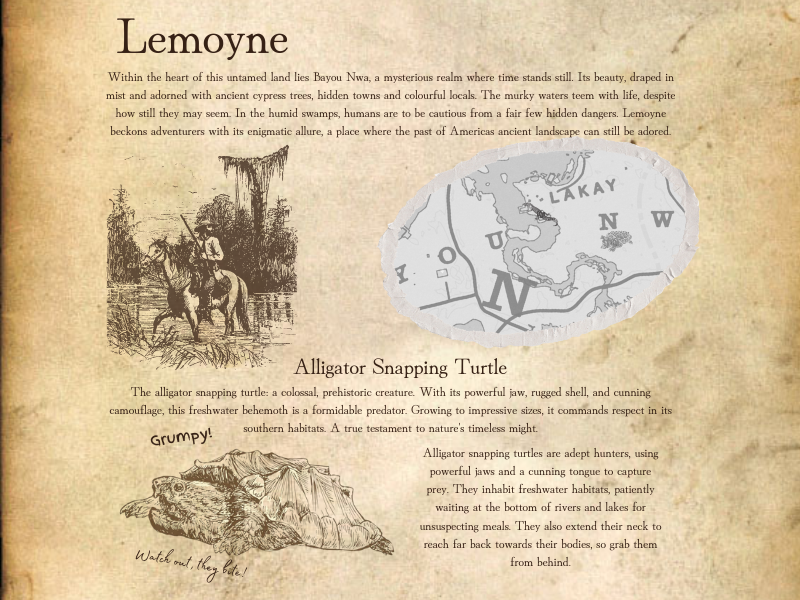 Lemoyne
Within the heart of this untamed land lies Bayou Nwa, a mysterious realm where time stands still. Its beauty, draped in
mist and adorned with ancient cypress trees, hidden towns and colourful locals. The murky waters teem with life, despite
how still they may seem. In the humid swamps, humans are to be cautious from a fair few hidden dangers. Lemoyne
beckons adventurers with its enigmatic allure, a place where the past of Americas ancient landscape can still be adored.
LAKAY
N W
Y O U
N
Alligator Snapping Turtle
The alligator snapping turtle: a colossal, prehistoric creature. With its powerful jaw, rugged shell, and cunning
camouflage, this freshwater behemoth is a formidable predator. Growing to impressive sizes, it commands respect in its
southern habitats. A true testament to nature's timeless might.
Grumpy!
Alligator snapping turtles are adept hunters, using
powerful jaws and a cunning tongue to capture
prey. They inhabit freshwater habitats, patiently
waiting at the bottom of rivers and lakes for
unsuspecting meals. They also extend their neck to
reach far back towards their bodies, so grab them
from behind.
Watch out, they bite!